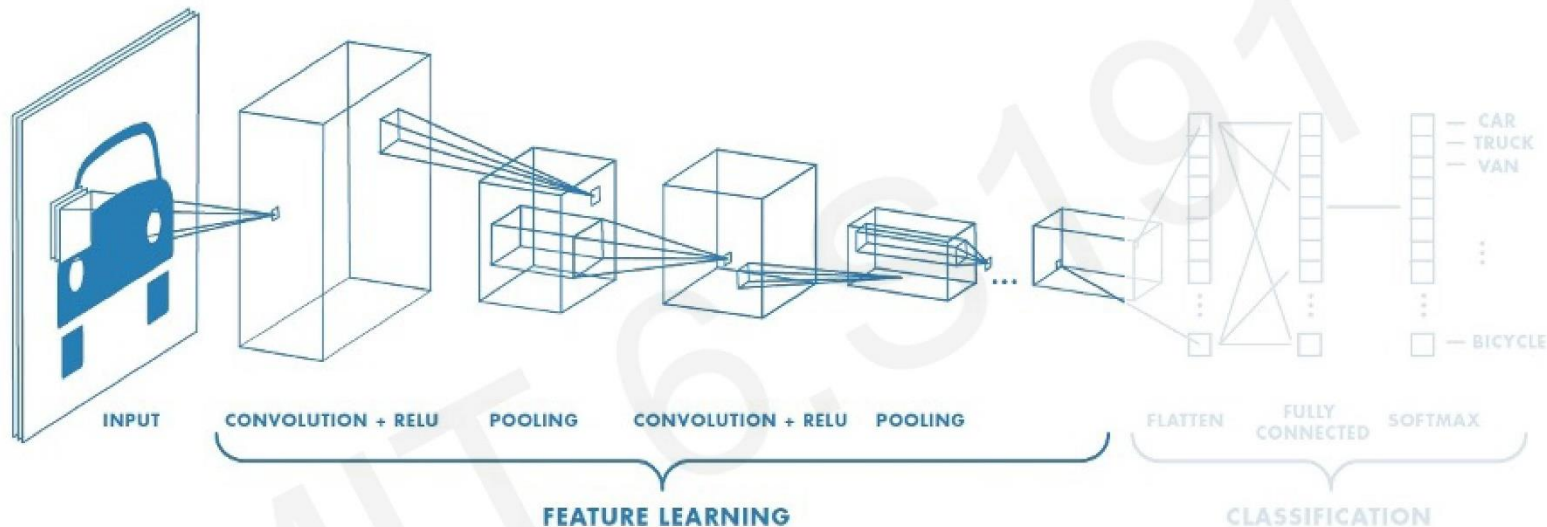 CAR
TRUCK
VAN
BICYCLE
INPUT
CONVOLUTION + RELU
POOLING
CONVOLUTION + RELU
POOLING
FLATTEN
FULLY
CONNECTED
SOFTMAX
FEATURE LEARNING
CLASSIFICATION
MIT 6.S191